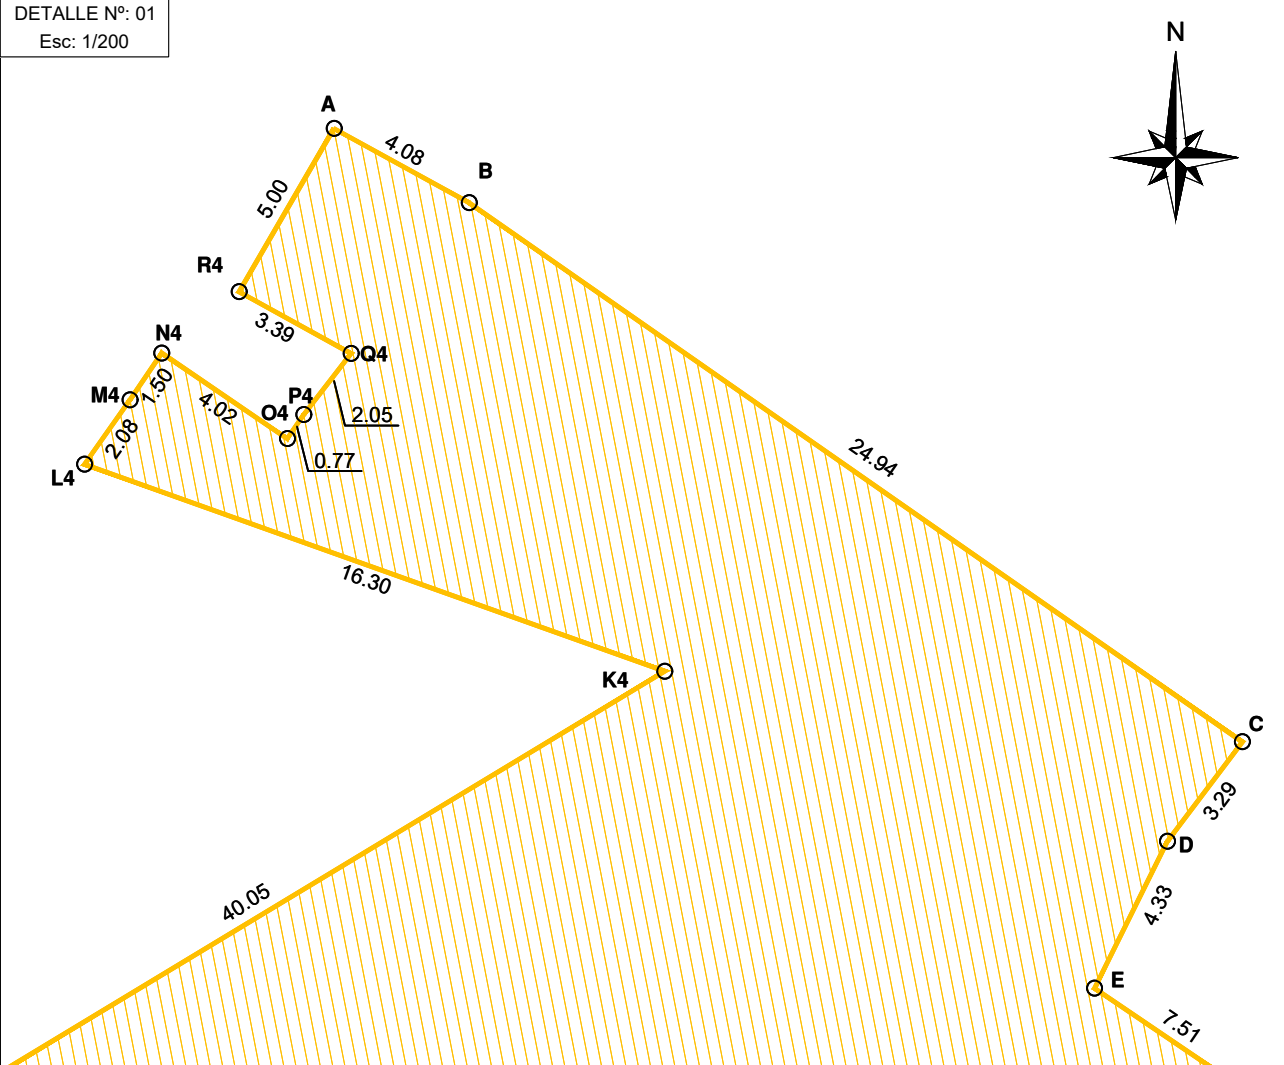 DETALLE Nº: 01
Esc: 1/200
N
A
4.08
B
5.00
R4
3.39
N4
Q4
M4
1.50
P4
4.02
O4
2.05
2.08
0.77
L4
24.94
16.30
K4
C
3.29
D
40.05
4.33
E
7.51